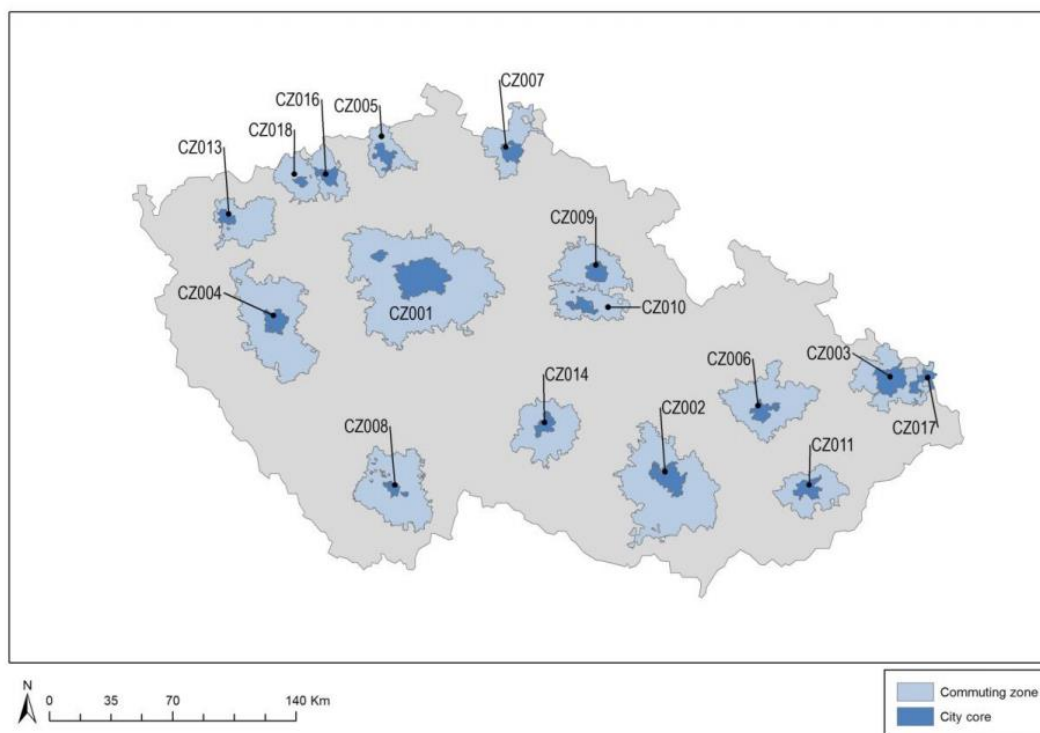 CZ007
CZ005
CZ016
CZ018
CZ013
CZ009
CZ004
CZ001
CZ010
CZ003
CZ006
CZ014
CZ002
CZ008
CZ017
CZ011
N
0 35 70 140 Km
Commuting zone
City core